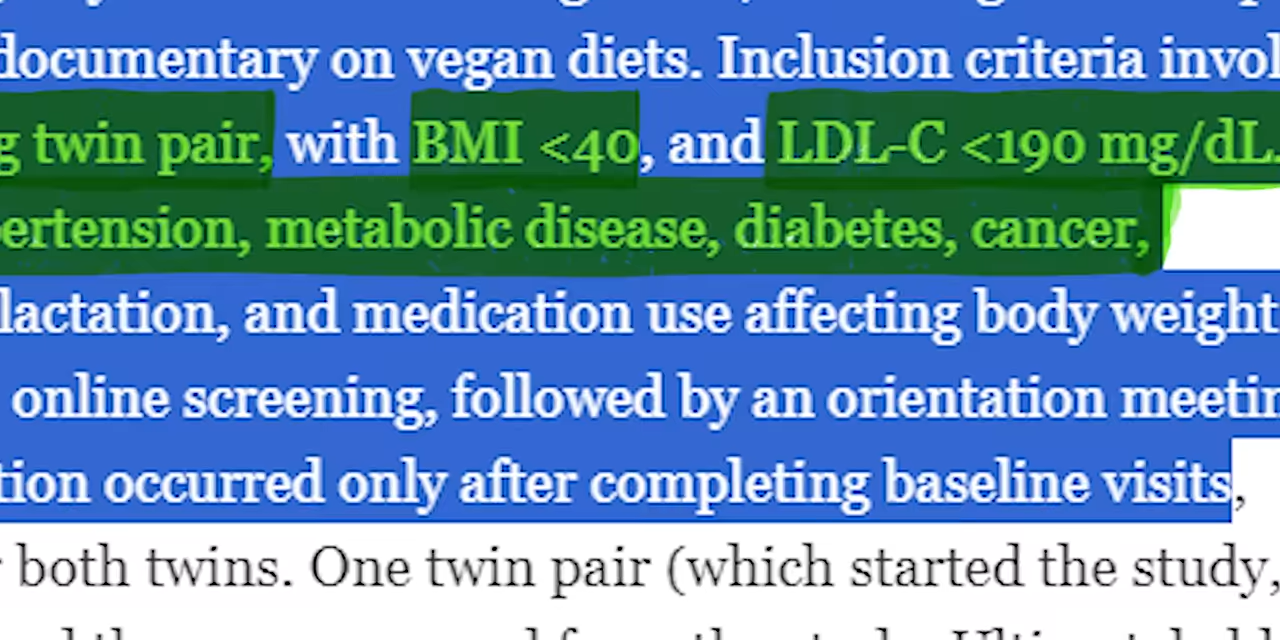 documentary on vegan diets. Inclusion criteria invol
g twin pair, with BMI <40, and LDL-C <190 mg/dL.
ertension, metabolic disease, diabetes, cancer,
lactation, and medication use affecting body weight
online screening, followed by an orientation meetin
tion occurred only after completing baseline visits,
both twins. One twin pair (which started the study,